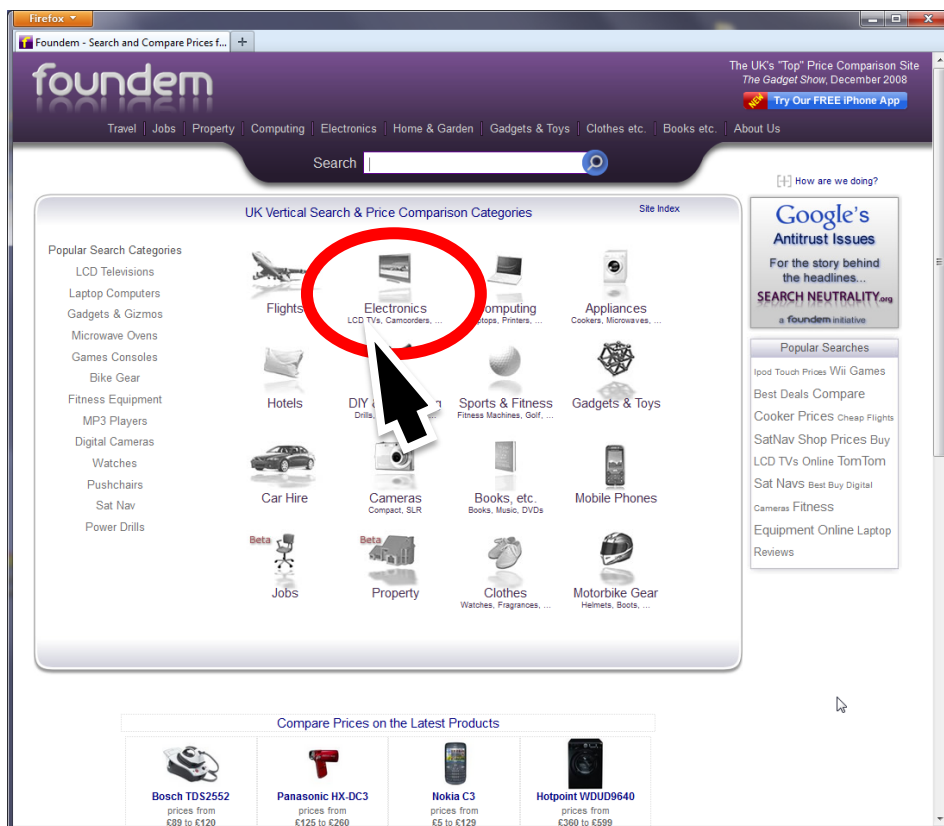 Firefox
Foundem - Search and Compare Prices f...
foundem
The UK's "Top" Price Comparison Site
The Gadget Show, December 2008
NEW Try Our FREE iPhone App
Travel Jobs Property Computing Electronics Home & Garden Gadgets & Toys Clothes etc. Books etc. About Us
Search
[+] How are we doing?
UK Vertical Search & Price Comparison Categories
Site Index
Popular Search Categories
LCD Televisions
Laptop Computers
Gadgets & Gizmos
Microwave Ovens
Games Consoles
Bike Gear
Fitness Equipment
MP3 Players
Digital Cameras
Watches
Pushchairs
Sat Nav
Power Drills
Flights
Electronics
LCD TVs, Camcorders, ...
omputing
tops, Printers, ...
Appliances
Cookers, Microwaves, ...
Hotels
DIY &
Drills,
Sports & Fitness
Fitness Machines, Golf, ...
Gadgets & Toys
Car Hire
Cameras
Compact, SLR
Books, etc.
Books, Music, DVDs
Mobile Phones
Beta
Jobs
Beta
Property
Clothes
Watches, Fragrances, ...
Motorbike Gear
Helmets, Boots, ...
Google's
Antitrust Issues
For the story behind
the headlines...
SEARCH NEUTRALITY.org
a foundem initiative
Popular Searches
Ipod Touch Prices Wii Games
Best Deals Compare
Cooker Prices Cheap Flights
SatNav Shop Prices Buy
LCD TVs Online TomTom
Sat Navs Best Buy Digital
Cameras Fitness
Equipment Online Laptop
Reviews
Compare Prices on the Latest Products
Bosch TDS2552
prices from
£89 to £120
Panasonic HX-DC3
prices from
£125 to £260
Nokia C3
prices from
£5 to £129
Hotpoint WDUD9640
prices from
£360 to £599